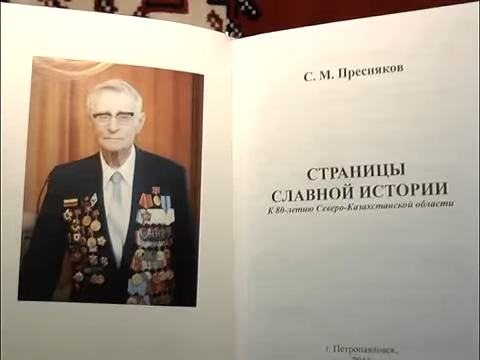 С. М. Пресняков
СТРАНИЦЫ
СЛАВНОЙ ИСТОРИИ
К 80-летию Северо-Казахстанской области
г. Петропавловск,